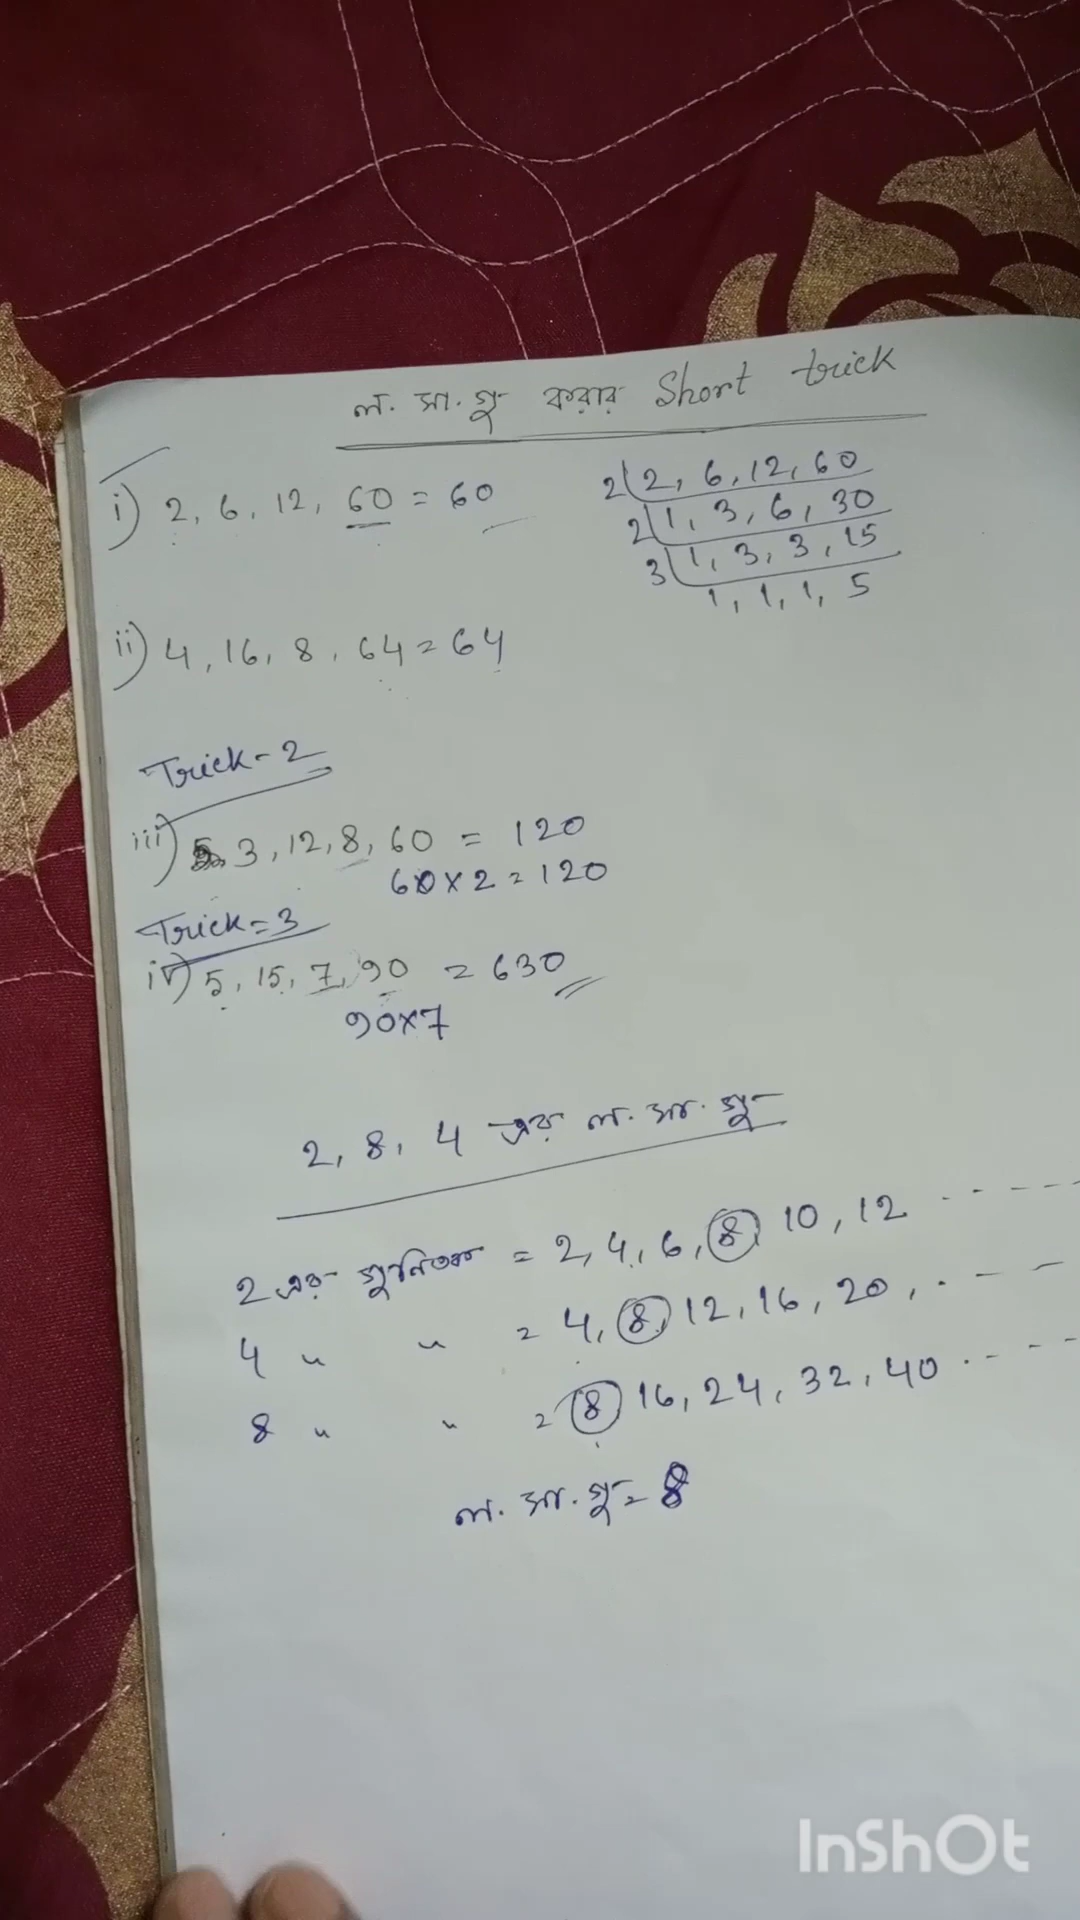 ল. সা. গু করার Short trick
i) 2, 6, 12, 60 = 60
2 2, 6, 12, 60
2 1, 3, 6, 30
3 1, 3, 3, 15
1, 1, 1, 5
ii) 4, 16, 8, 64 = 64
Trick-2
iii) 3, 12, 8, 60 = 120
60 x 2 = 120
Trick=3
iv) 5, 15, 7, 90 = 630
90x7
2, 8, 4 এর ল. সা. গু
2 এর গুনিতক = 2, 4, 6, 8, 10, 12 ------
4 " " = 4, 8, 12, 16, 20, . - - -
8 " " = 8, 16, 24, 32, 40 . - - - -
ল. সা. গু = 8
InShOt